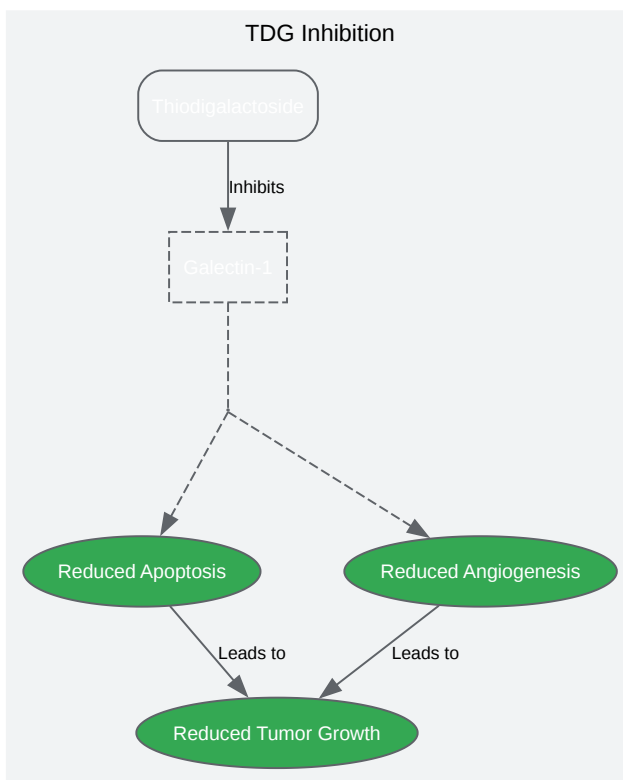 TDG Inhibition
Thiodigalactoside
Inhibits
Galectin-1
Reduced Apoptosis
Reduced Angiogenesis
Leads to
Leads to
Reduced Tumor Growth